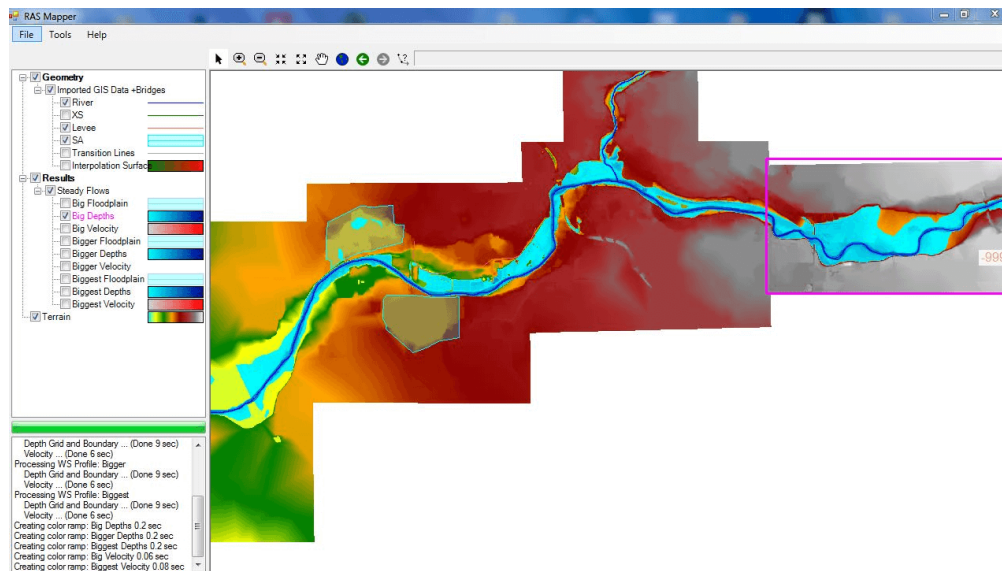 RAS Mapper
File Tools Help
Geometry
Imported GIS Data +Bridges
River
XS
Levee
SA
Transition Lines
Interpolation Surface
Results
Steady Flows
Big Floodplain
Big Depths
Big Velocity
Bigger Floodplain
Bigger Depths
Bigger Velocity
Biggest Floodplain
Biggest Depths
Biggest Velocity
Terrain
-999
Depth Grid and Boundary ... (Done 9 sec)
Velocity ... (Done 6 sec)
Processing WS Profile: Bigger
Depth Grid and Boundary ... (Done 9 sec)
Velocity ... (Done 6 sec)
Processing WS Profile: Biggest
Depth Grid and Boundary ... (Done 9 sec)
Velocity ... (Done 6 sec)
Creating color ramp: Big Depths 0.2 sec
Creating color ramp: Bigger Depths 0.2 sec
Creating color ramp: Biggest Depths 0.2 sec
Creating color ramp: Big Velocity 0.06 sec
Creating color ramp: Biggest Velocity 0.08 sec